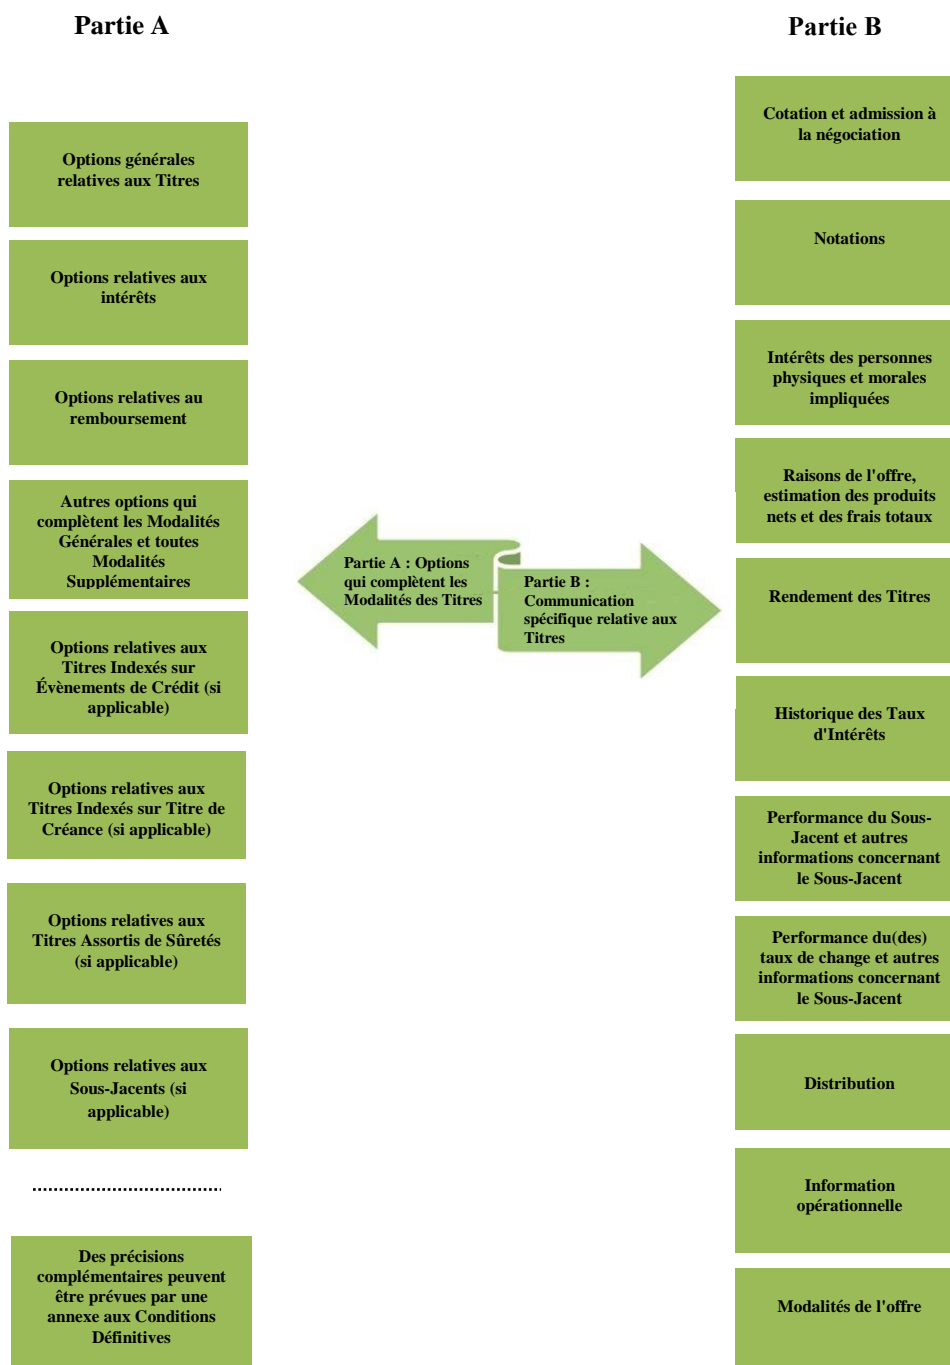 Partie A
Options générales
relatives aux Titres
Options relatives aux
intérêts
Options relatives au
remboursement
Autres options qui
complètent les Modalités
Générales et toutes
Modalités
Supplémentaires
Options relatives aux
Titres Indexés sur
Évènements de Crédit (si
applicable)
Options relatives aux
Titres Indexés sur Titre de
Créance (si applicable)
Options relatives aux
Titres Assortis de Sûretés
(si applicable)
Options relatives aux
Sous-Jacents (si
applicable)
....................................
Des précisions
complémentaires peuvent
être prévues par une
annexe aux Conditions
Définitives
Partie A : Options
qui complètent les
Modalités des Titres
Partie B :
Communication
spécifique relative aux
Titres
Partie B
Cotation et admission à
la négociation
Notations
Intérêts des personnes
physiques et morales
impliquées
Raisons de l'offre,
estimation des produits
nets et des frais totaux
Rendement des Titres
Historique des Taux
d'Intérêts
Performance du Sous-
Jacent et autres
informations concernant
le Sous-Jacent
Performance du(des)
taux de change et autres
informations concernant
le Sous-Jacent
Distribution
Information
opérationnelle
Modalités de l'offre